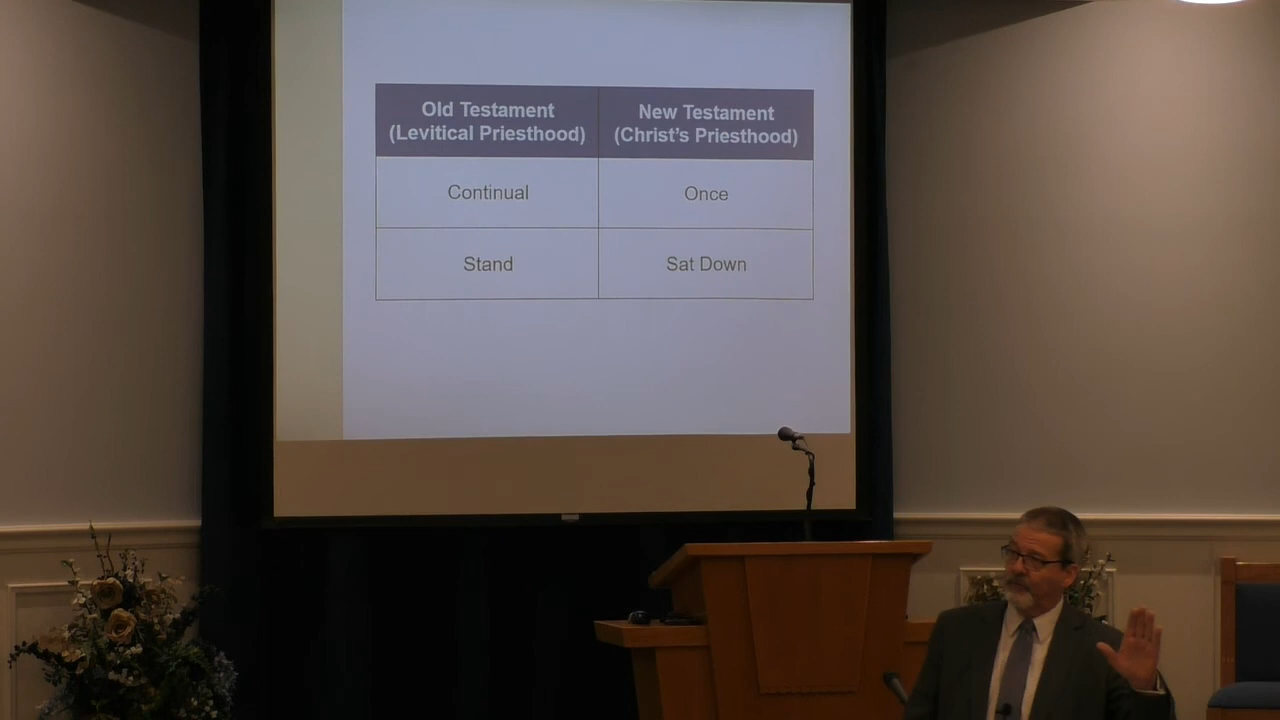 Old Testament
(Levitical Priesthood)
New Testament
(Christ's Priesthood)
Continual
Once
Stand
Sat Down